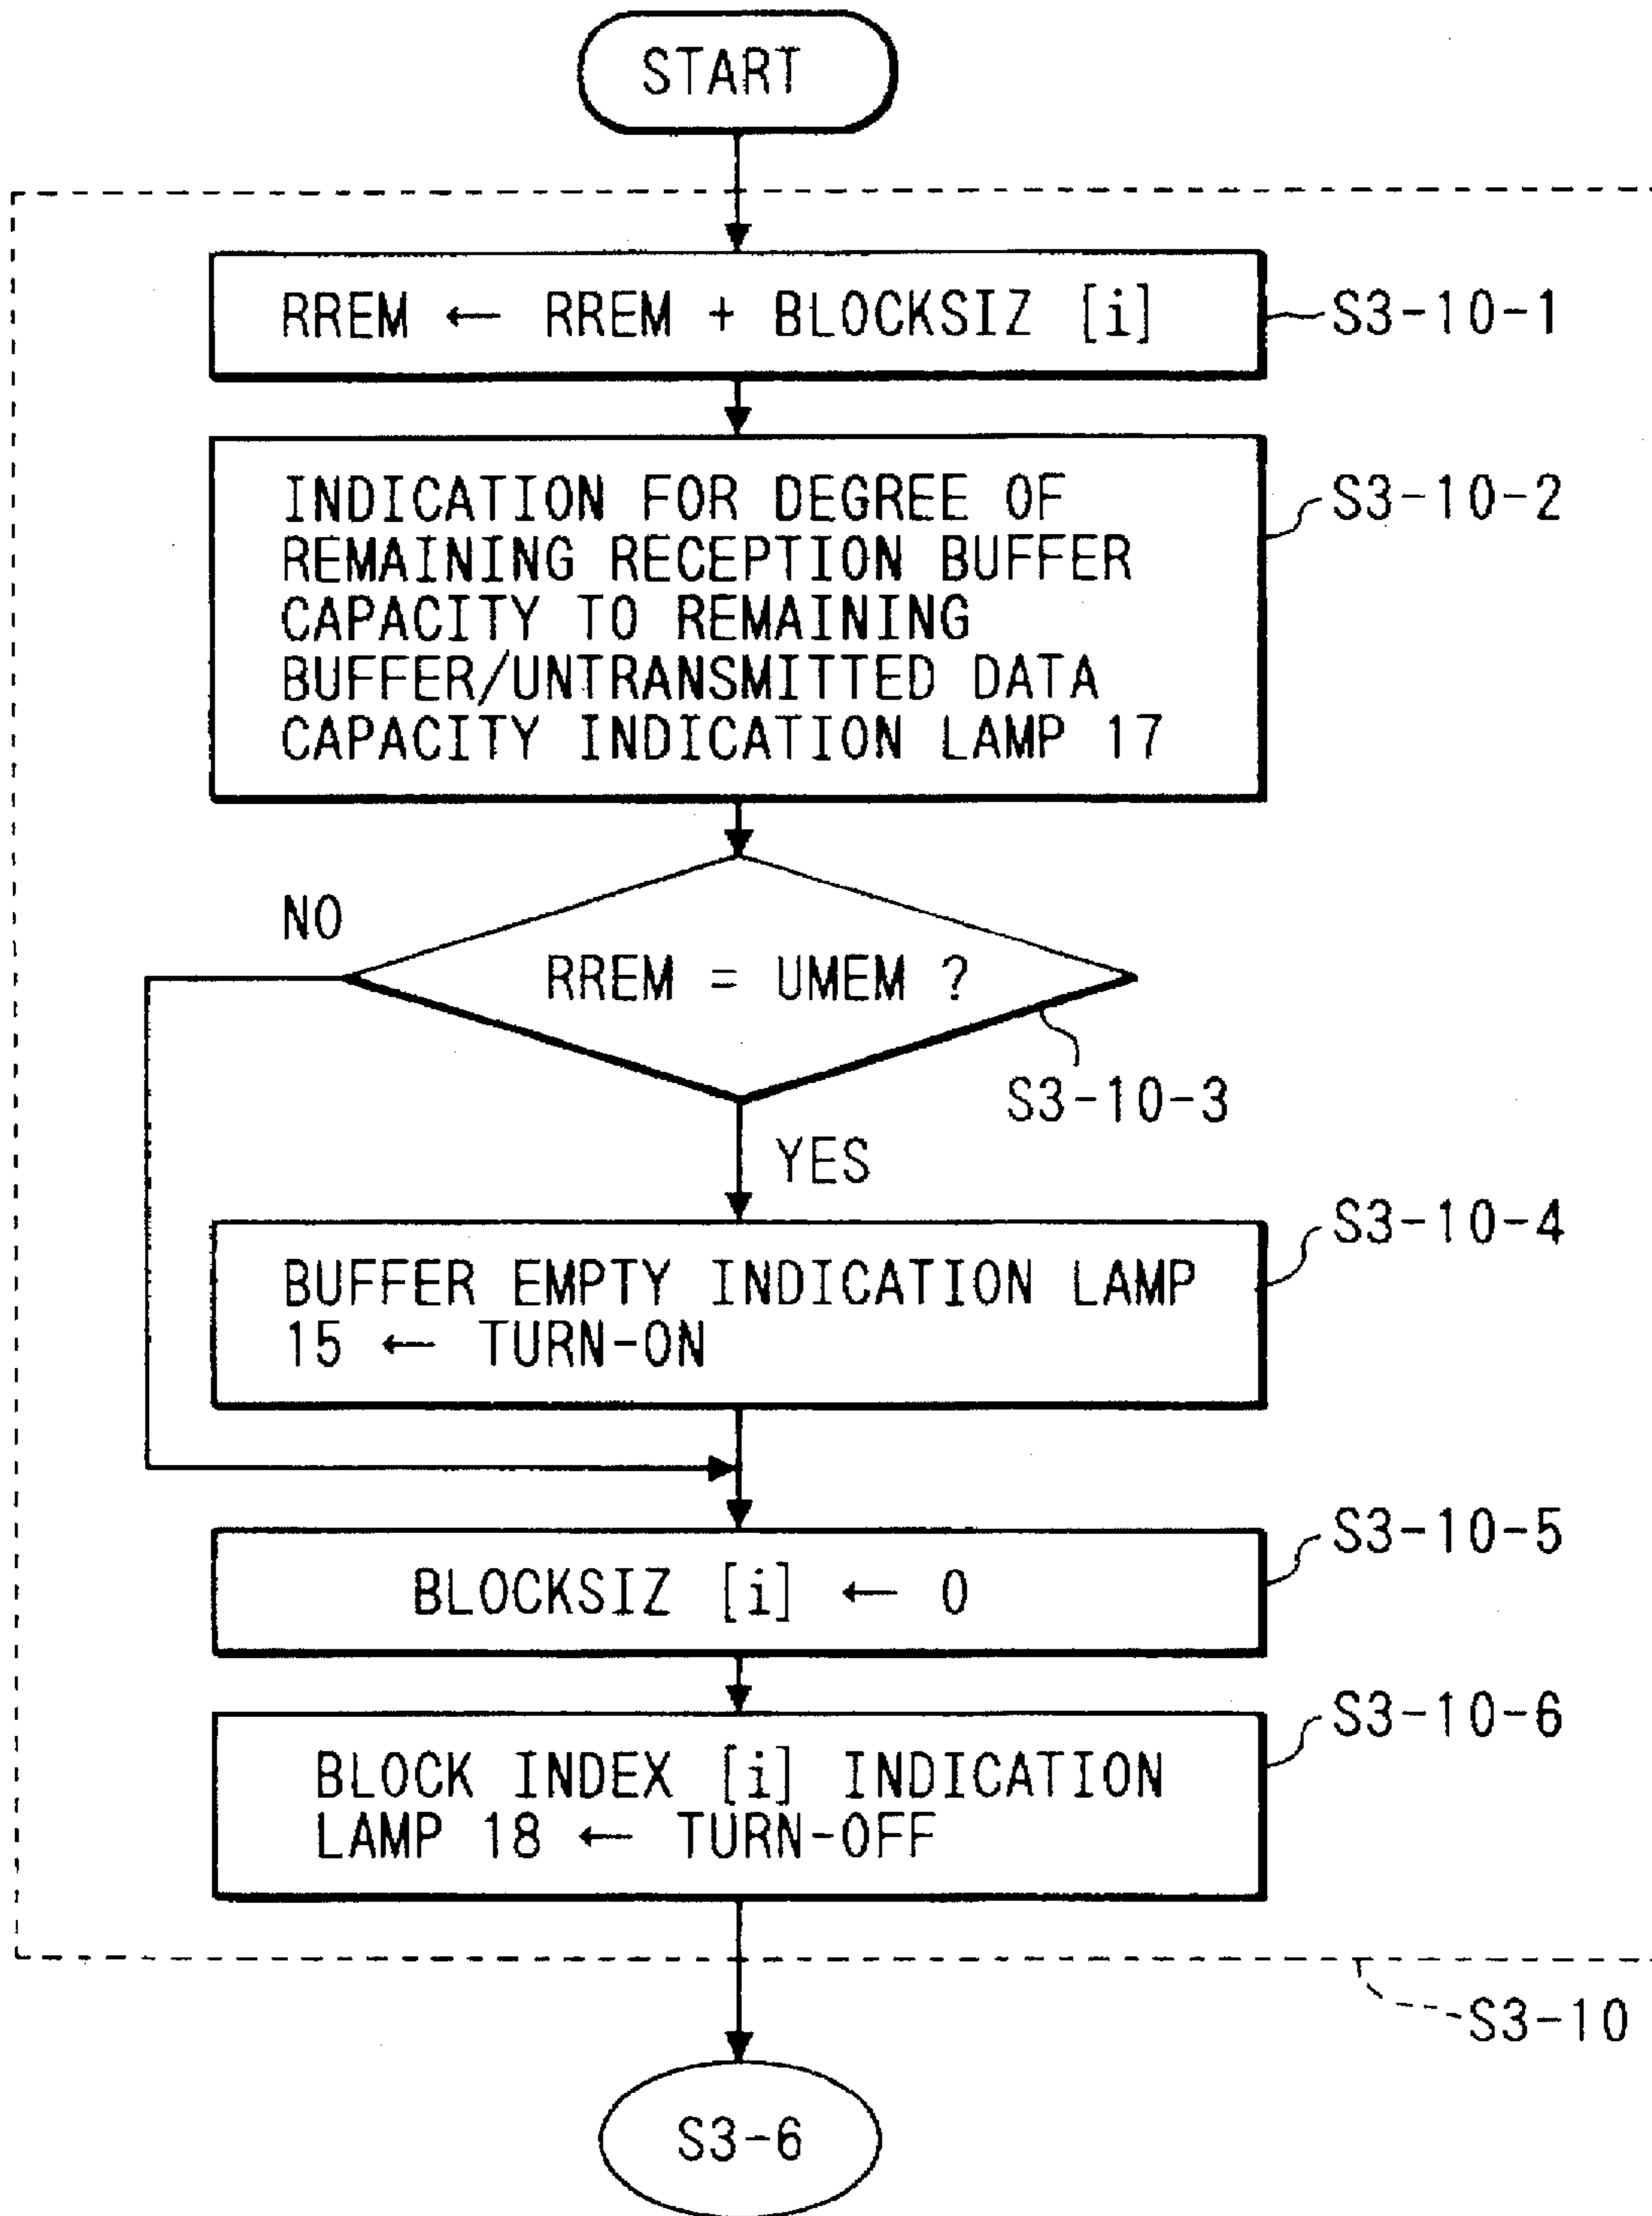 START
RREM ← RREM + BLOCKSIZ [i]
S3-10-1
INDICATION FOR DEGREE OF
REMAINING RECEPTION BUFFER
CAPACITY TO REMAINING
BUFFER/UNTRANSMITTED DATA
CAPACITY INDICATION LAMP 17
S3-10-2
NO
RREM = UMEM ?
S3-10-3
YES
BUFFER EMPTY INDICATION LAMP
15 ← TURN-ON
S3-10-4
BLOCKSIZ [i] ← 0
S3-10-5
BLOCK INDEX [i] INDICATION
LAMP 18 ← TURN-OFF
S3-10-6
S3-10
S3-6